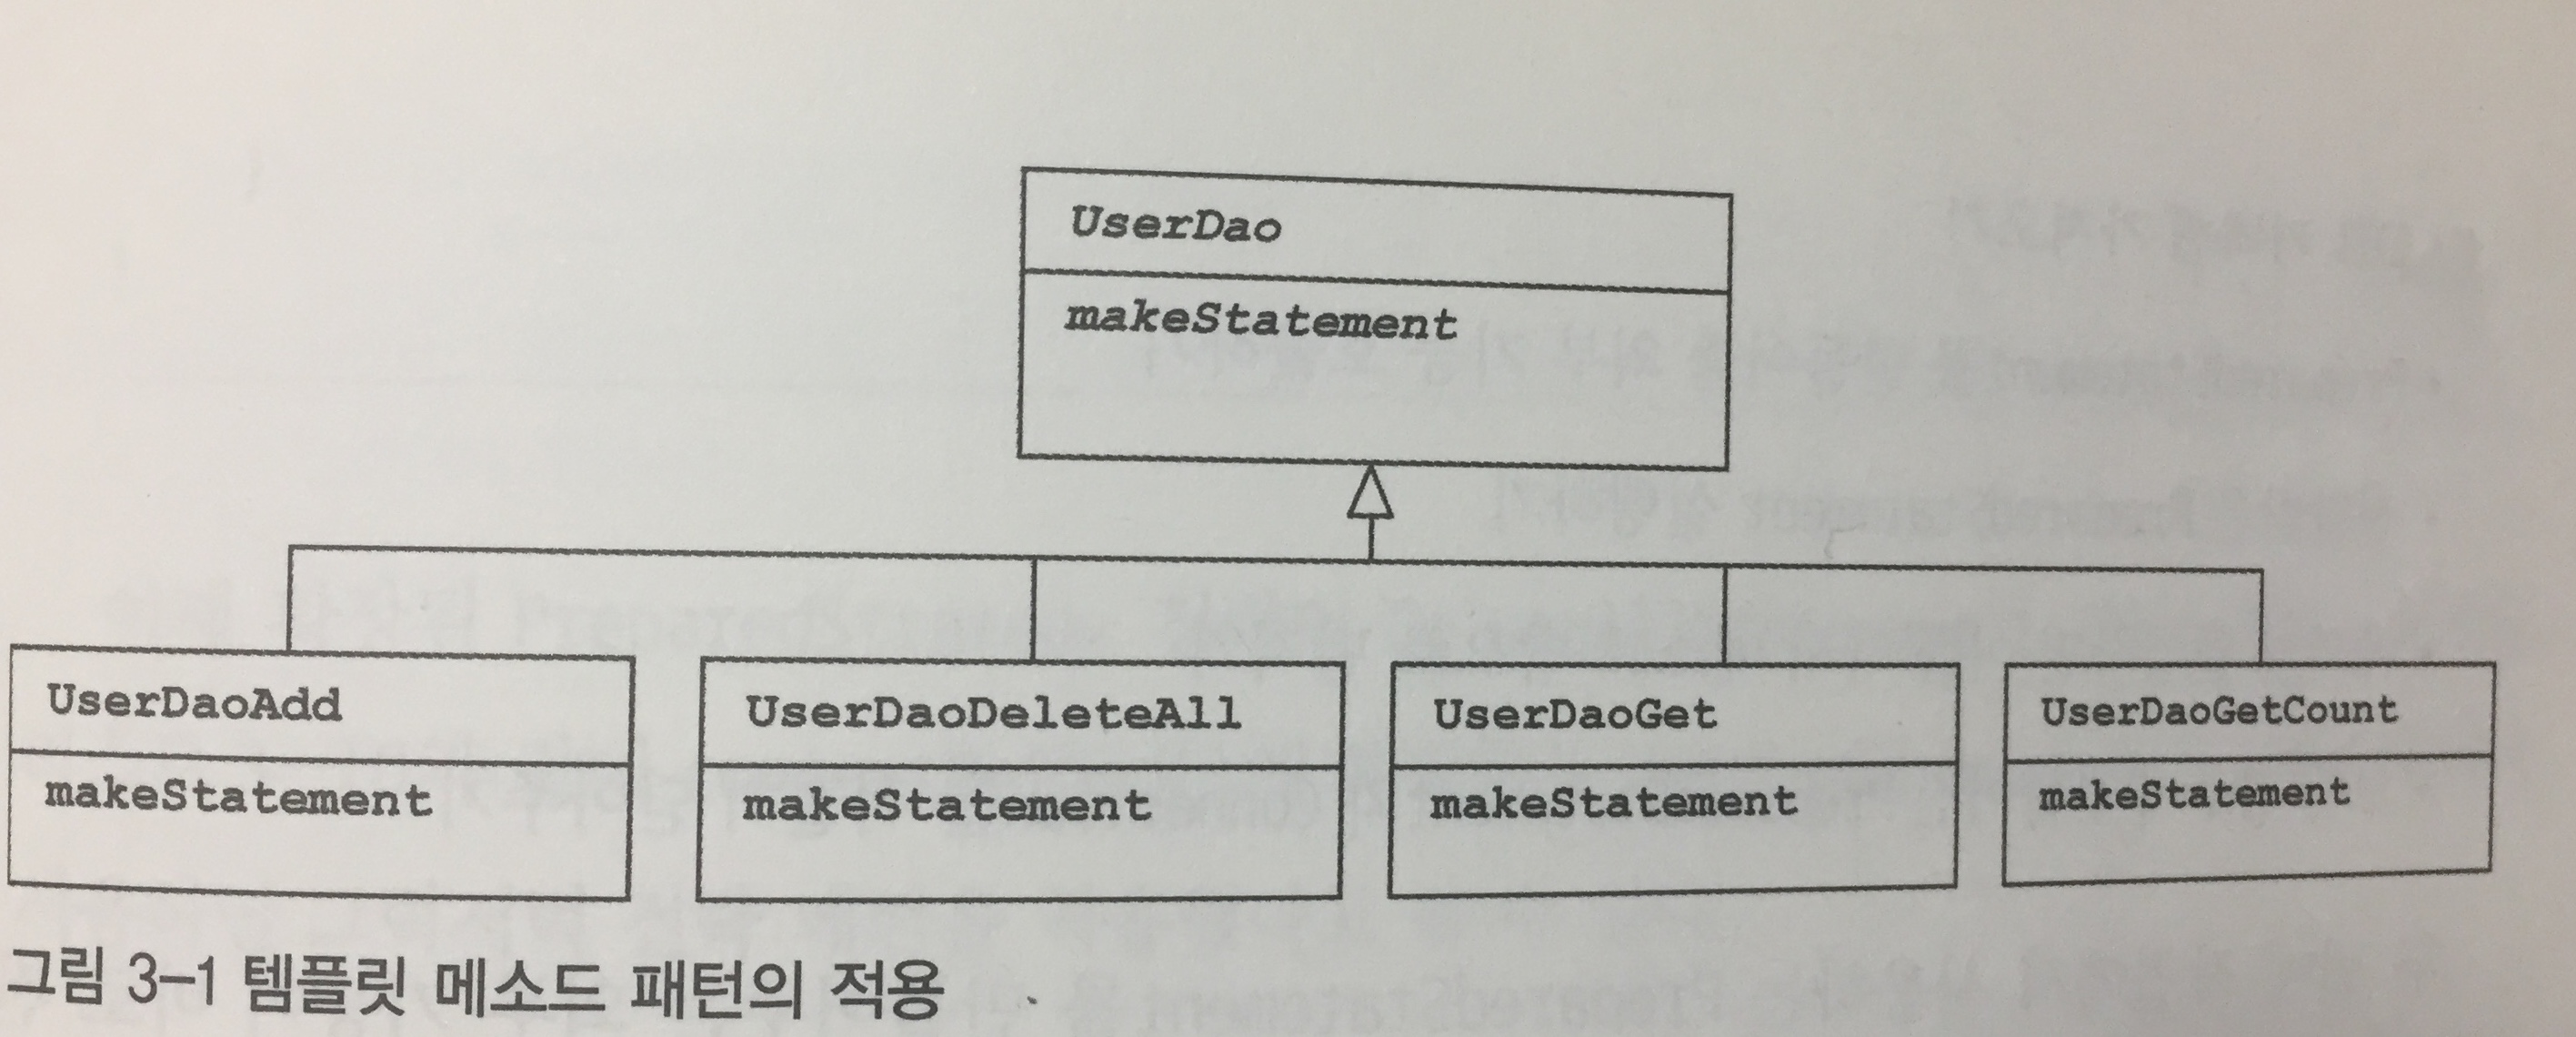 UserDao
makeStatement
UserDaoAdd
makeStatement
UserDaoDeleteAll
makeStatement
UserDaoGet
makeStatement
UserDaoGetCount
makeStatement
그림 3-1 템플릿 메소드 패턴의 적용